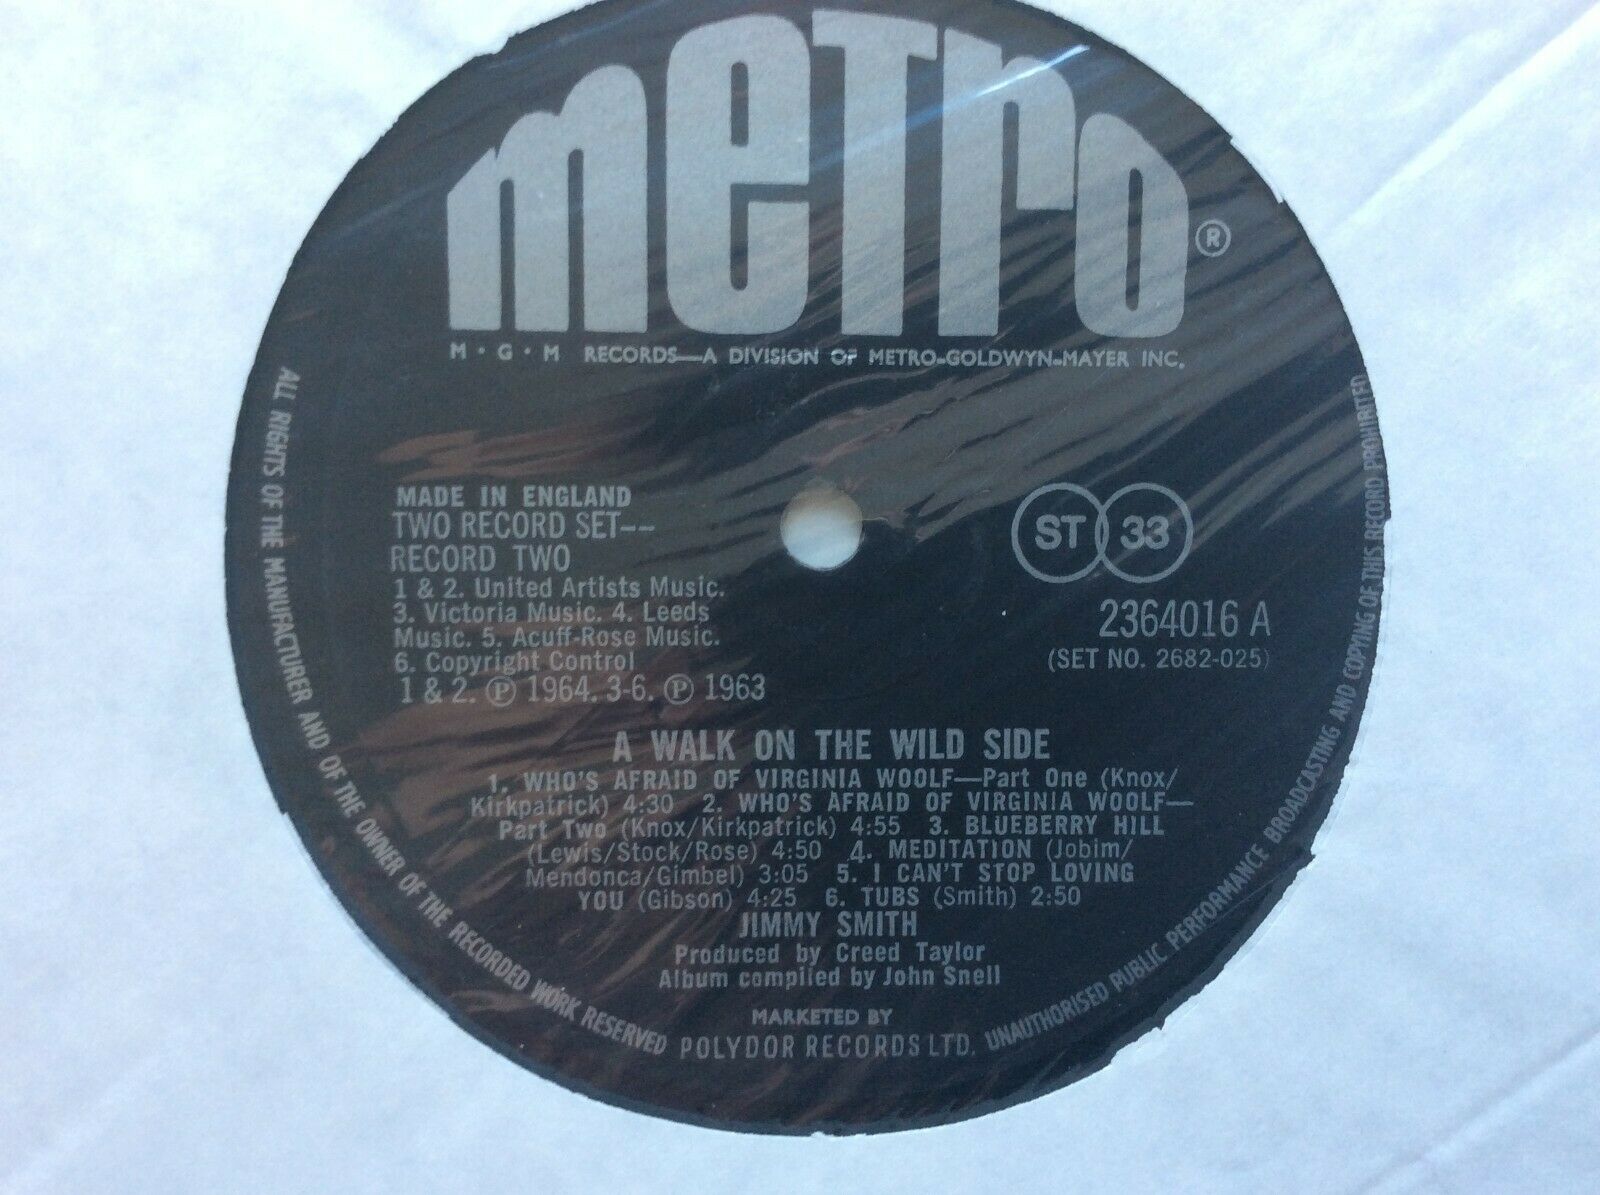 meTro®
M·G·M RECORDS—A DIVISION OF METRO-GOLDWYN-MAYER INC.
MADE IN ENGLAND
TWO RECORD SET--
RECORD TWO
1 & 2. United Artists Music.
3. Victoria Music. 4. Leeds
Music. 5. Acuff-Rose Music.
6. Copyright Control
1 & 2. Ⓟ 1964. 3-6. Ⓟ 1963
ST 33
2364016 A
(SET NO. 2682-025)
A WALK ON THE WILD SIDE
1. WHO'S AFRAID OF VIRGINIA WOOLF—Part One (Knox/
Kirkpatrick) 4:30 2. WHO'S AFRAID OF VIRGINIA WOOLF—
Part Two (Knox/Kirkpatrick) 4:55 3. BLUEBERRY HILL
(Lewis/Stock/Rose) 4:50 4. MEDITATION (Jobim/
Mendonca/Gimbel) 3:05 5. I CAN'T STOP LOVING
YOU (Gibson) 4:25 6. TUBS (Smith) 2:50
JIMMY SMITH
Produced by Creed Taylor
Album compiled by John Snell
MARKETED BY
POLYDOR RECORDS LTD.
ALL RIGHTS OF THE MANUFACTURER AND OF THE OWNER OF THE RECORDED WORK RESERVED
UNAUTHORISED PUBLIC PERFORMANCE BROADCASTING AND COPYING OF THIS RECORD PROHIBITED